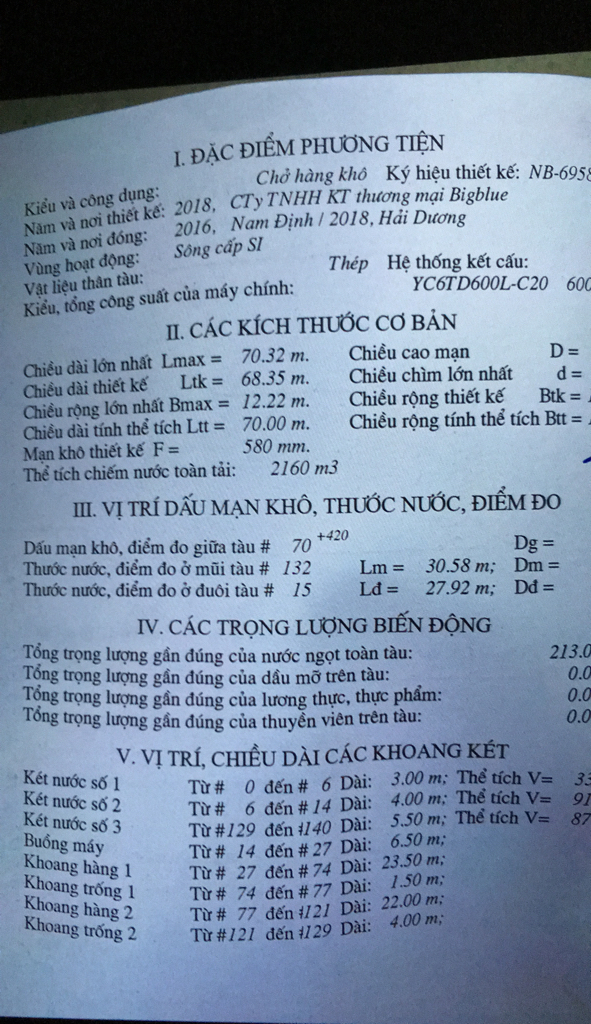 I. ĐẶC ĐIỂM PHƯƠNG TIỆN
Kiểu và công dụng: Chở hàng khô Ký hiệu thiết kế: NB-6958
Năm và nơi thiết kế: 2018, CTy TNHH KT thương mại Bigblue
Năm và nơi đóng: 2016, Nam Định / 2018, Hải Dương
Vùng hoạt động: Sông cấp SI
Vật liệu thân tàu: Thép Hệ thống kết cấu:
Kiểu, tổng công suất của máy chính: YC6TD600L-C20 600
II. CÁC KÍCH THƯỚC CƠ BẢN
Chiều dài lớn nhất Lmax = 70.32 m. Chiều cao mạn D =
Chiều dài thiết kế Ltk = 68.35 m. Chiều chìm lớn nhất d =
Chiều rộng lớn nhất Bmax = 12.22 m. Chiều rộng thiết kế Btk =
Chiều dài tính thể tích Ltt = 70.00 m. Chiều rộng tính thể tích Btt =
Mạn khô thiết kế F = 580 mm.
Thể tích chiếm nước toàn tải: 2160 m3
III. VỊ TRÍ DẤU MẠN KHÔ, THƯỚC NƯỚC, ĐIỂM ĐO
Dấu mạn khô, điểm đo giữa tàu # 70 +420 Dg =
Thước nước, điểm đo ở mũi tàu # 132 Lm = 30.58 m; Dm =
Thước nước, điểm đo ở đuôi tàu # 15 Lđ = 27.92 m; Dđ =
IV. CÁC TRỌNG LƯỢNG BIẾN ĐỘNG
Tổng trọng lượng gần đúng của nước ngọt toàn tàu: 213.0
Tổng trọng lượng gần đúng của dầu mỡ trên tàu: 0.0
Tổng trọng lượng gần đúng của lương thực, thực phẩm: 0.0
Tổng trọng lượng gần đúng của thuyền viên trên tàu: 0.0
V. VỊ TRÍ, CHIỀU DÀI CÁC KHOANG KÉT
Két nước số 1 Từ # 0 đến # 6 Dài: 3.00 m; Thể tích V= 33
Két nước số 2 Từ # 6 đến # 14 Dài: 4.00 m; Thể tích V= 91
Két nước số 3 Từ #129 đến #140 Dài: 5.50 m; Thể tích V= 87
Buồng máy Từ # 14 đến # 27 Dài: 6.50 m;
Khoang hàng 1 Từ # 27 đến # 74 Dài: 23.50 m;
Khoang trống 1 Từ # 74 đến # 77 Dài: 1.50 m;
Khoang hàng 2 Từ # 77 đến #121 Dài: 22.00 m;
Khoang trống 2 Từ #121 đến #129 Dài: 4.00 m;